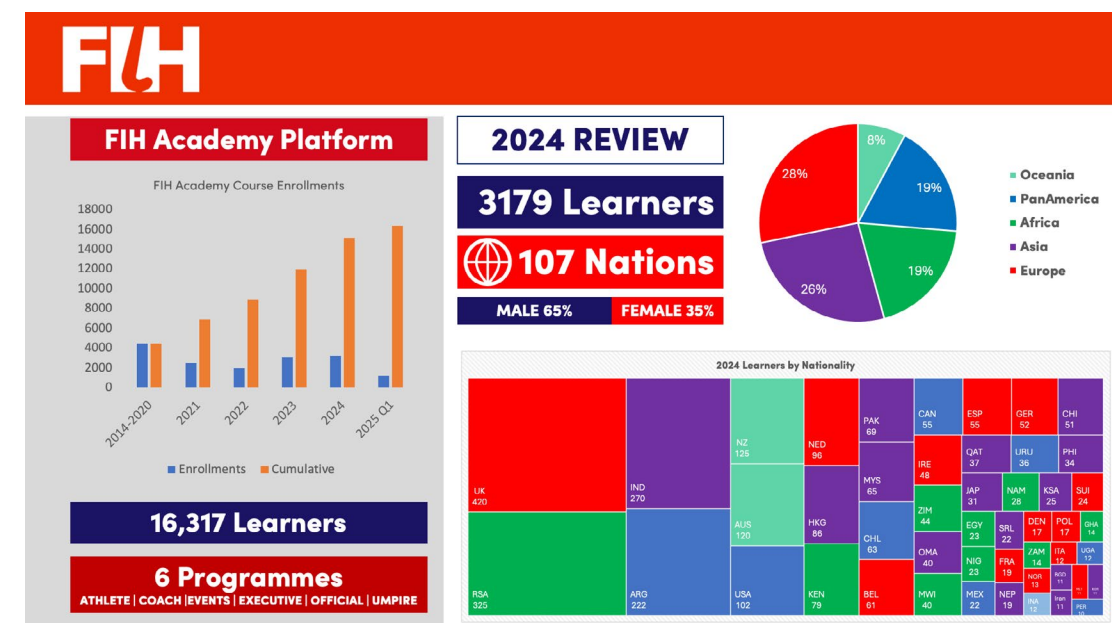 FIH
FIH Academy Platform
FIH Academy Course Enrollments
18000
16000
14000
12000
10000
8000
6000
4000
2000
0
2014-2020
2021
2022
2023
2024
2025 Q1
Enrollments
Cumulative
16,317 Learners
6 Programmes
ATHLETE | COACH |EVENTS | EXECUTIVE | OFFICIAL | UMPIRE
2024 REVIEW
3179 Learners
107 Nations
MALE 65%
FEMALE 35%
8%
19%
19%
26%
28%
Oceania
PanAmerica
Africa
Asia
Europe
2024 Learners by Nationality
UK
420
RSA
325
IND
270
ARG
222
NZ
125
AUS
120
USA
102
NED
96
HKG
86
KEN
79
PAK
69
MYS
65
CHL
63
BEL
61
CAN
55
IRE
48
ZIM
44
OMA
40
MWI
40
ESP
55
GER
52
CHI
51
QAT
37
URU
36
PHI
34
JAP
31
NAM
28
KSA
25
SUI
24
EGY
23
NIG
23
MEX
22
SRL
22
FRA
19
NEP
19
DEN
17
POL
17
GHA
14
ZAM
14
ITA
12
UGA
12
NOR
13
INA
12
11
Iran
11
PER
10